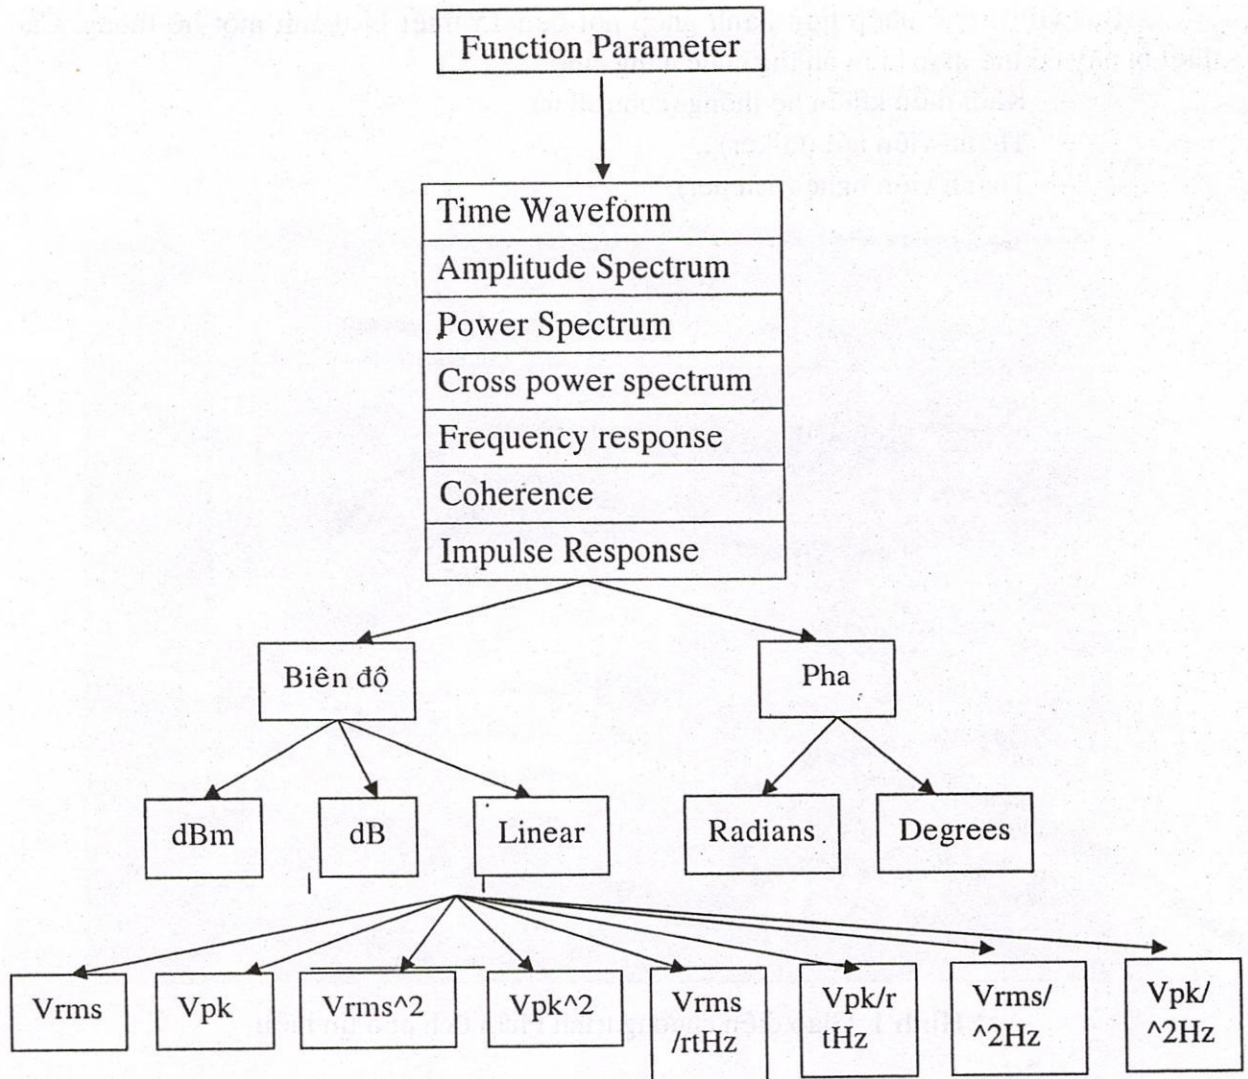 Function Parameter
Time Waveform
Amplitude Spectrum
Power Spectrum
Cross power spectrum
Frequency response
Coherence
Impulse Response
Biên độ
Pha
dBm
dB
Linear
Radians
Degrees
Vrms
Vpk
Vrms^2
Vpk^2
Vrms
/rtHz
Vpk/r
tHz
Vrms/
^2Hz
Vpk/
^2Hz